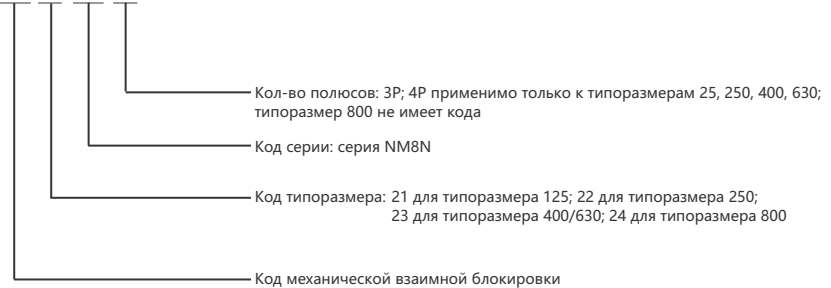 Кол-во полюсов: 3P; 4P применимо только к типоразмерам 25, 250, 400, 630;
типоразмер 800 не имеет кода
Код серии: серия NM8N
Код типоразмера: 21 для типоразмера 125; 22 для типоразмера 250;
23 для типоразмера 400/630; 24 для типоразмера 800
Код механической взаимной блокировки